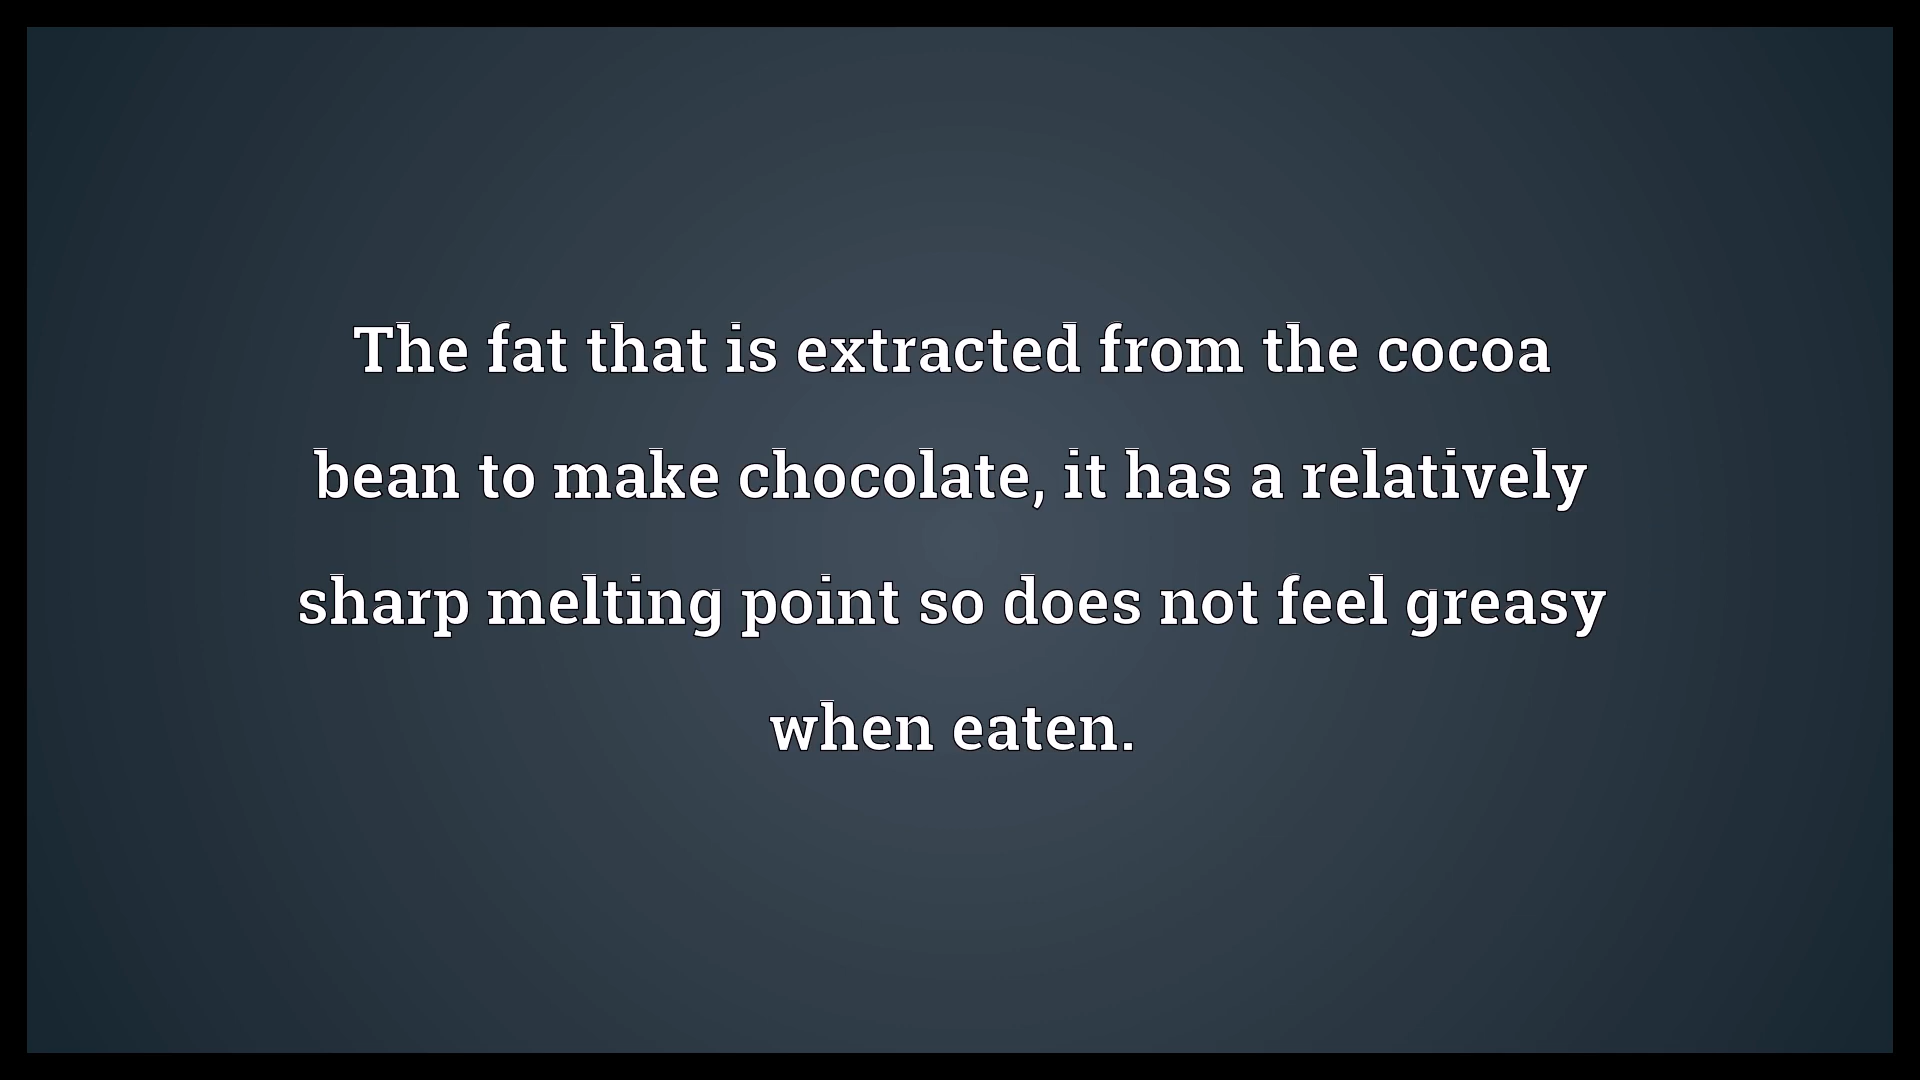 The fat that is extracted from the cocoa
bean to make chocolate, it has a relatively
sharp melting point so does not feel greasy
when eaten.